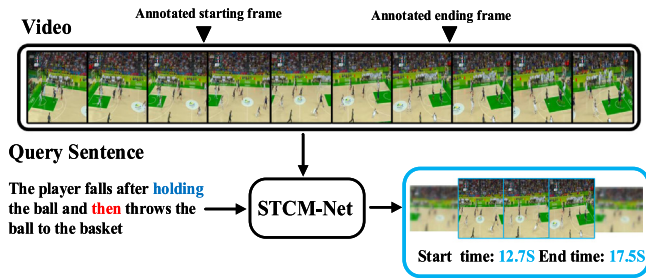 Annotated starting frame
Annotated ending frame
Video
Query Sentence
The player falls after holding
the ball and then throws the
ball to the basket
STCM-Net
Start time: 12.7S End time: 17.5S